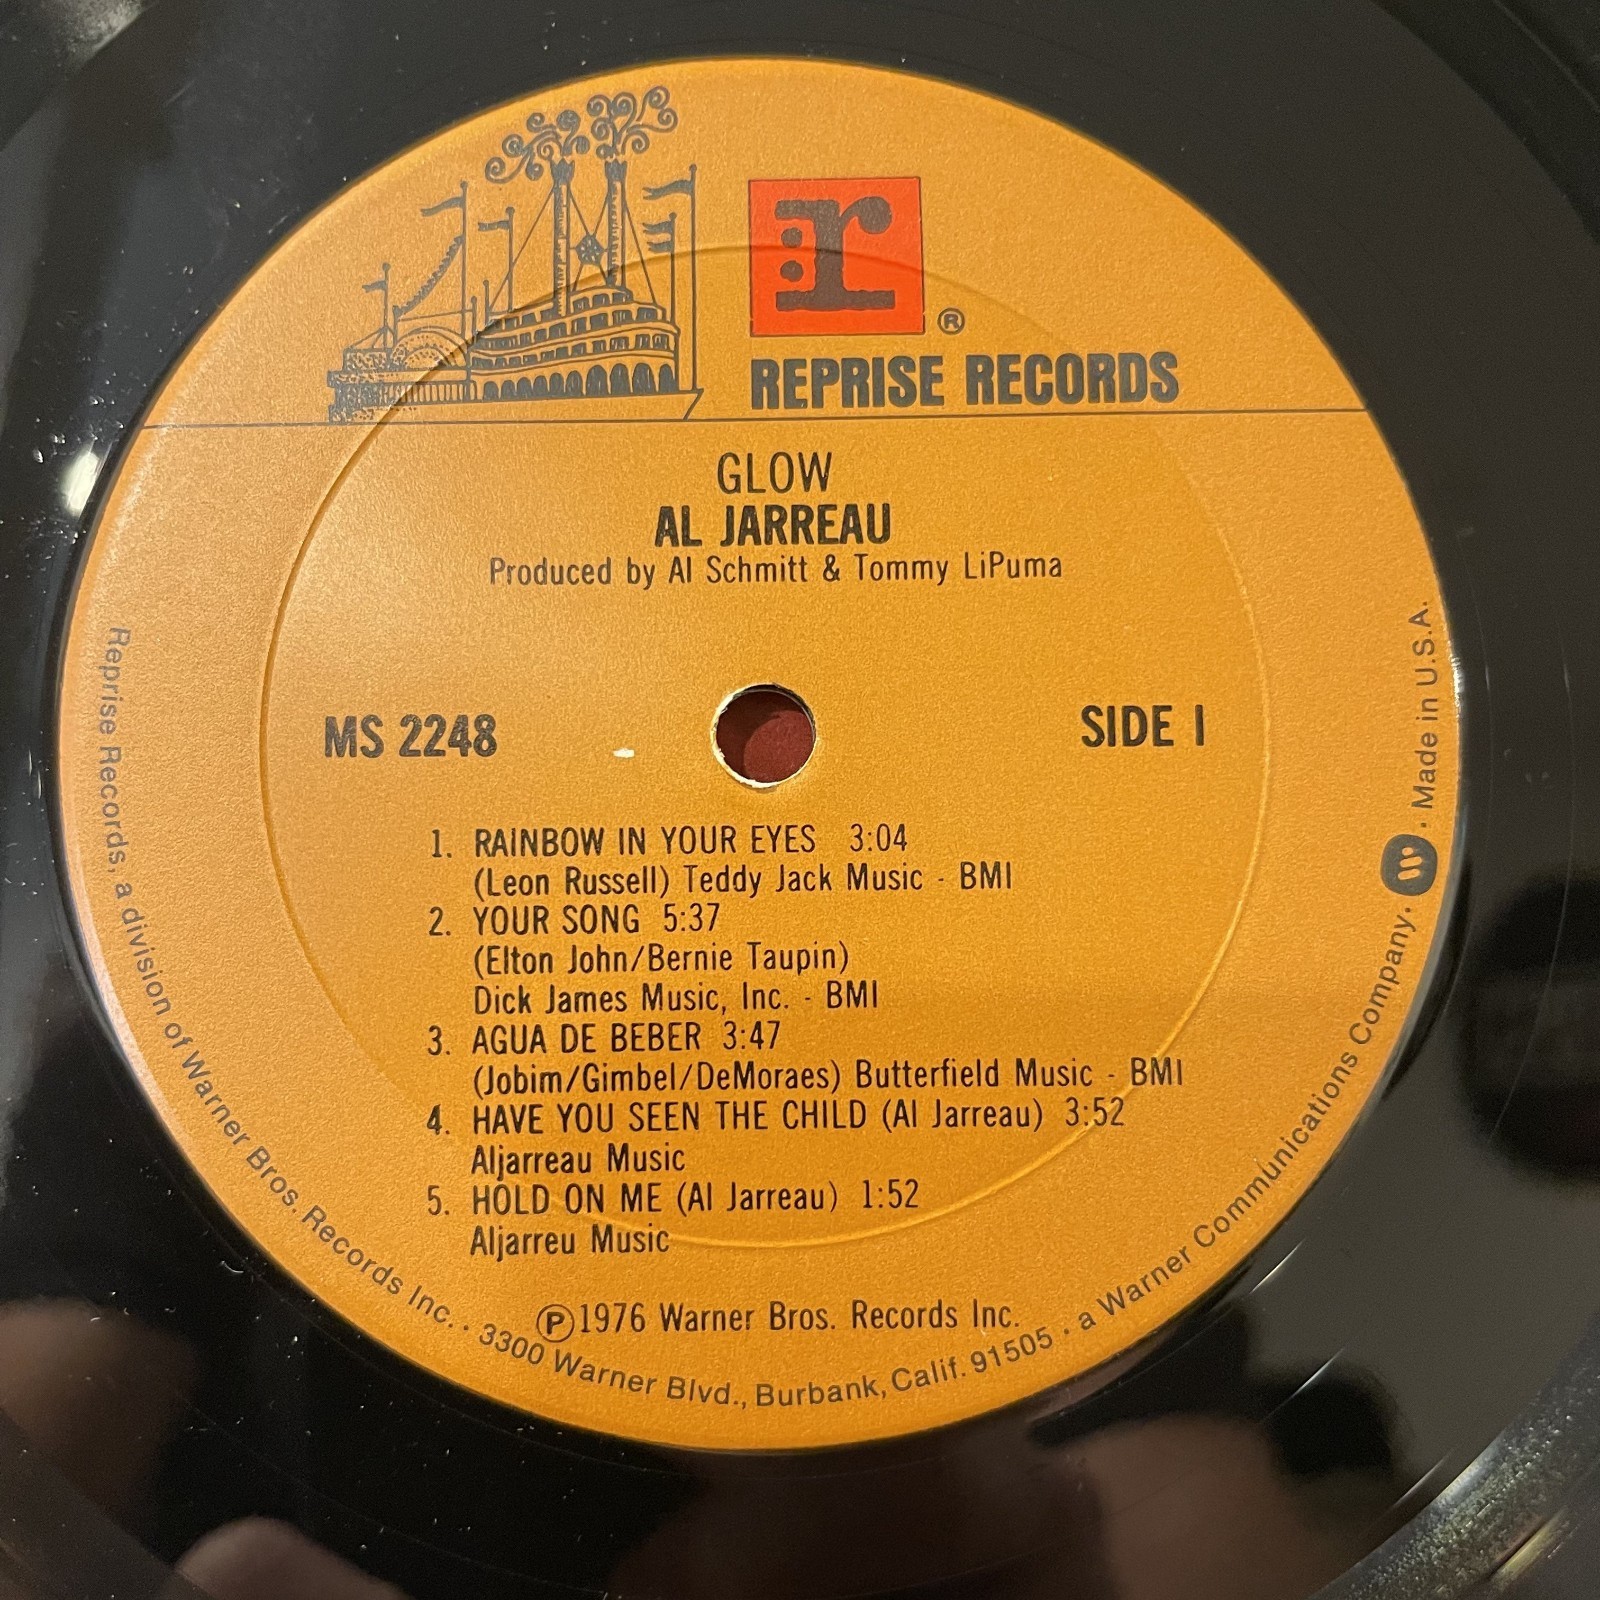 r
®
REPRISE RECORDS
GLOW
AL JARREAU
Produced by Al Schmitt & Tommy LiPuma
MS 2248
SIDE 1
1. RAINBOW IN YOUR EYES 3:04
(Leon Russell) Teddy Jack Music - BMI
2. YOUR SONG 5:37
(Elton John/Bernie Taupin)
Dick James Music, Inc. - BMI
3. AGUA DE BEBER 3:47
(Jobim/Gimbel/DeMoraes) Butterfield Music - BMI
4. HAVE YOU SEEN THE CHILD (Al Jarreau) 3:52
Aljarreau Music
5. HOLD ON ME (Al Jarreau) 1:52
Aljarreu Music
℗1976 Warner Bros. Records Inc.
Reprise Records, a division of Warner Bros. Records Inc. · 3300 Warner Blvd., Burbank, Calif. 91505 · a Warner Communications Company. W · Made in U.S.A.